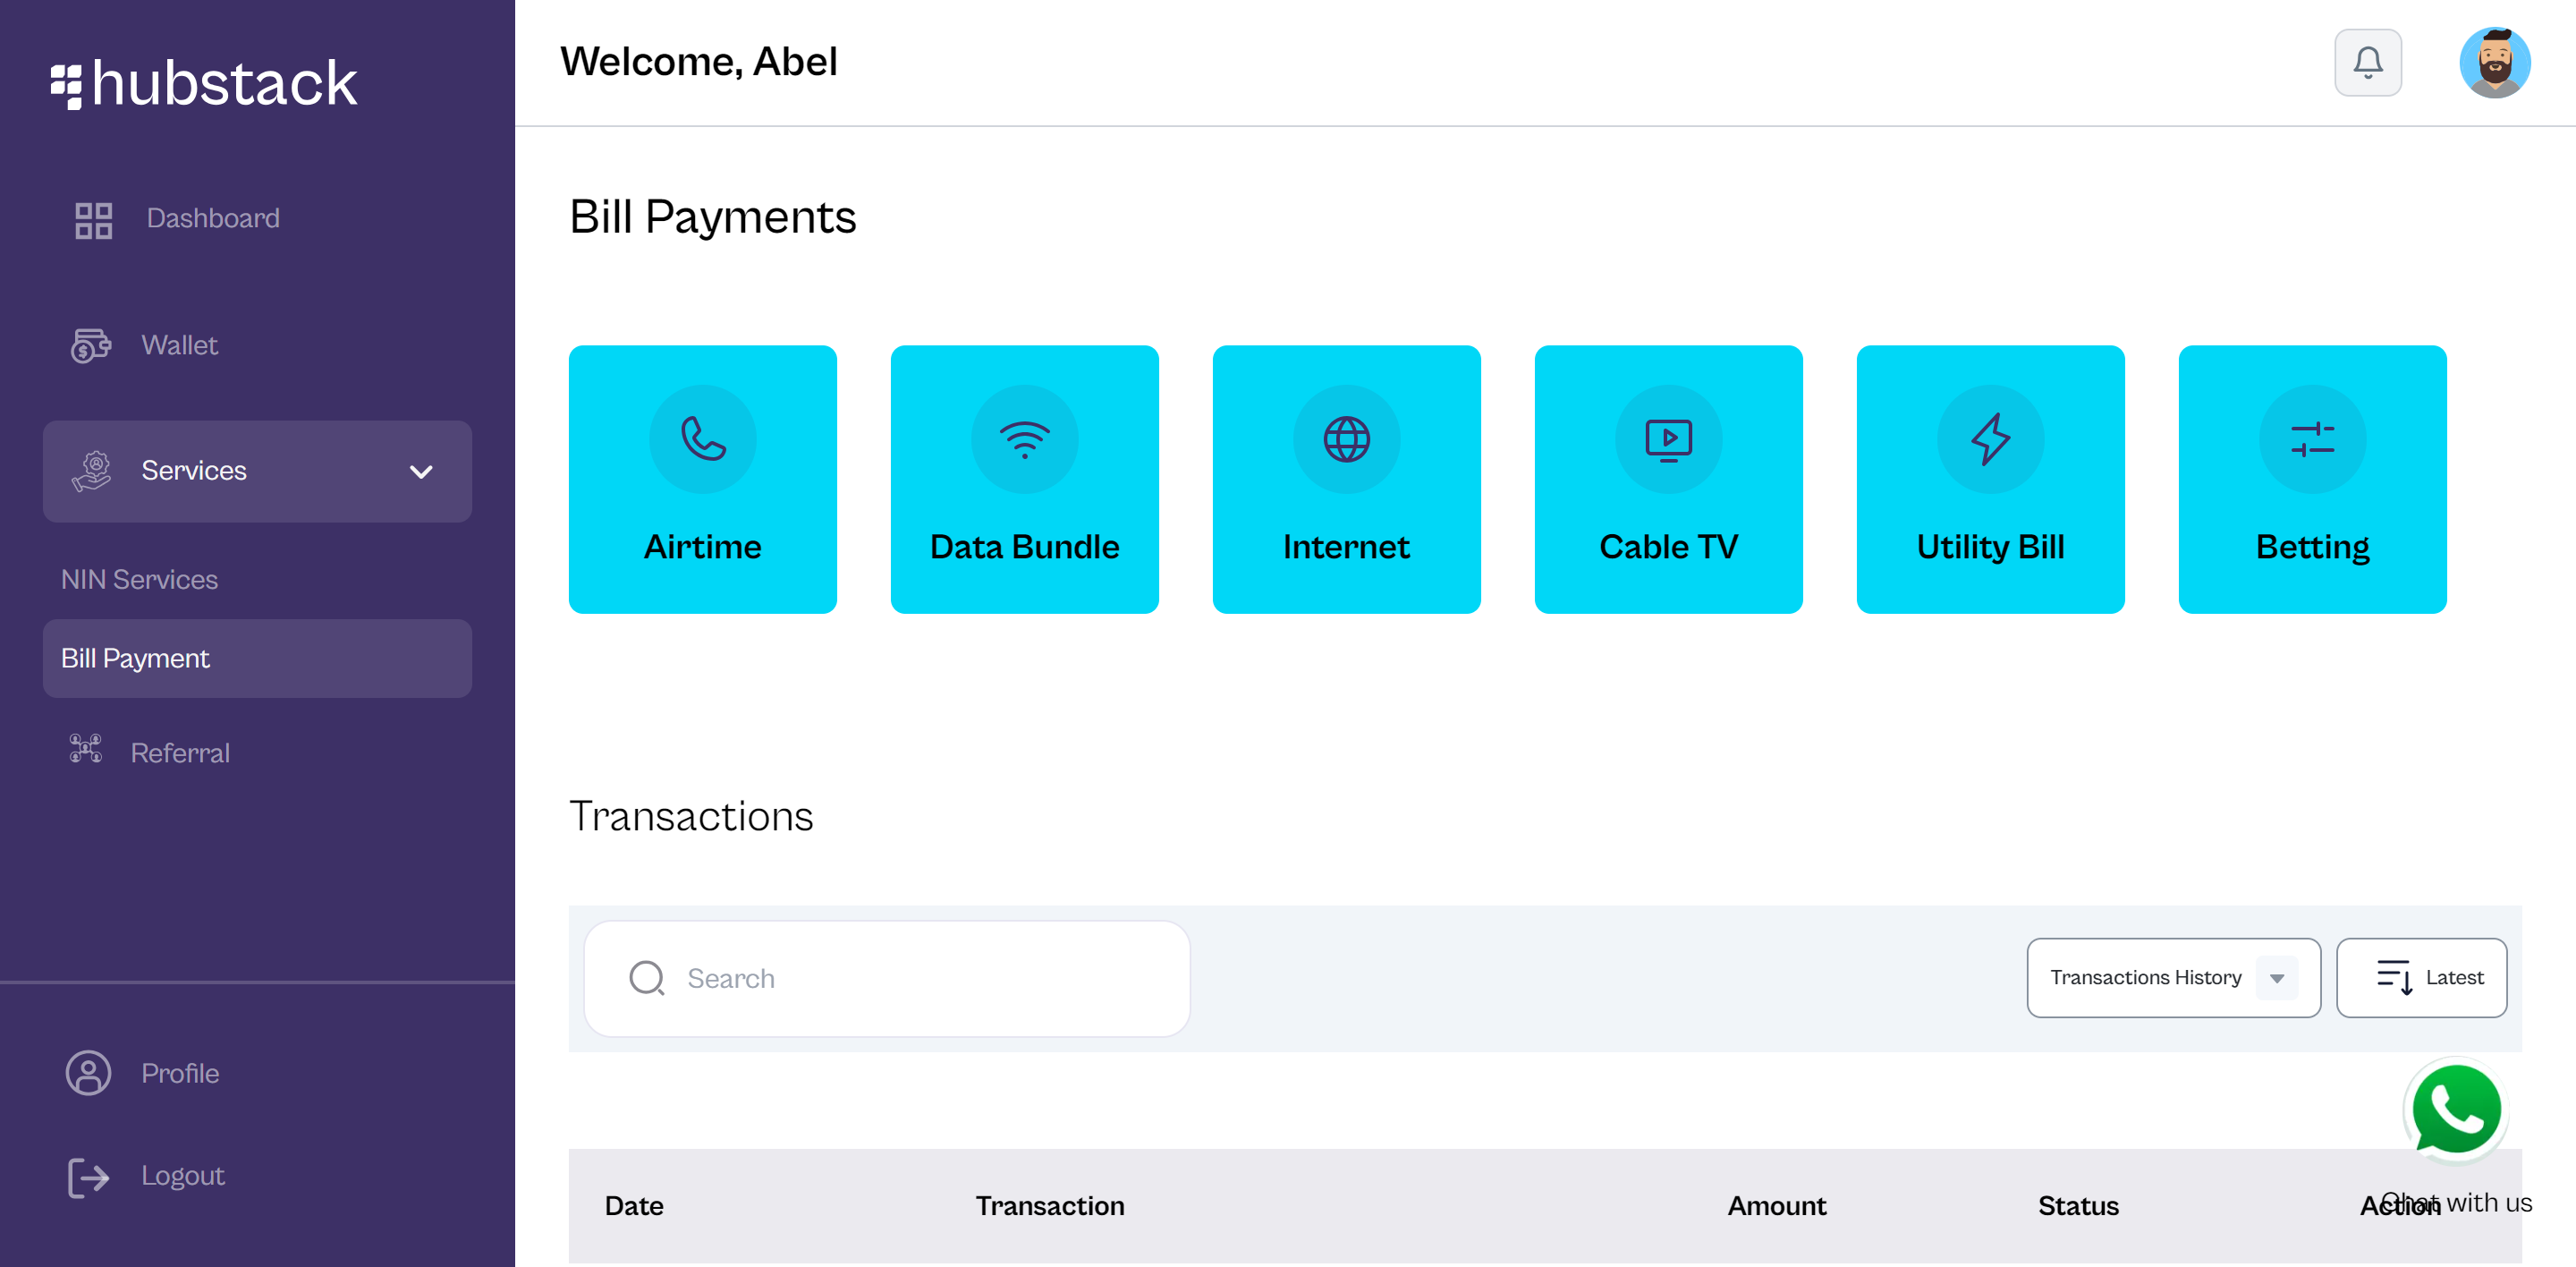 hubstack
Dashboard
Wallet
Services
NIN Services
Bill Payment
Referral
Profile
Logout
Welcome, Abel
Bill Payments
Airtime
Data Bundle
Internet
Cable TV
Utility Bill
Betting
Transactions
Search
Transactions History
Latest
Date Transaction Amount Status Action
Chat with us